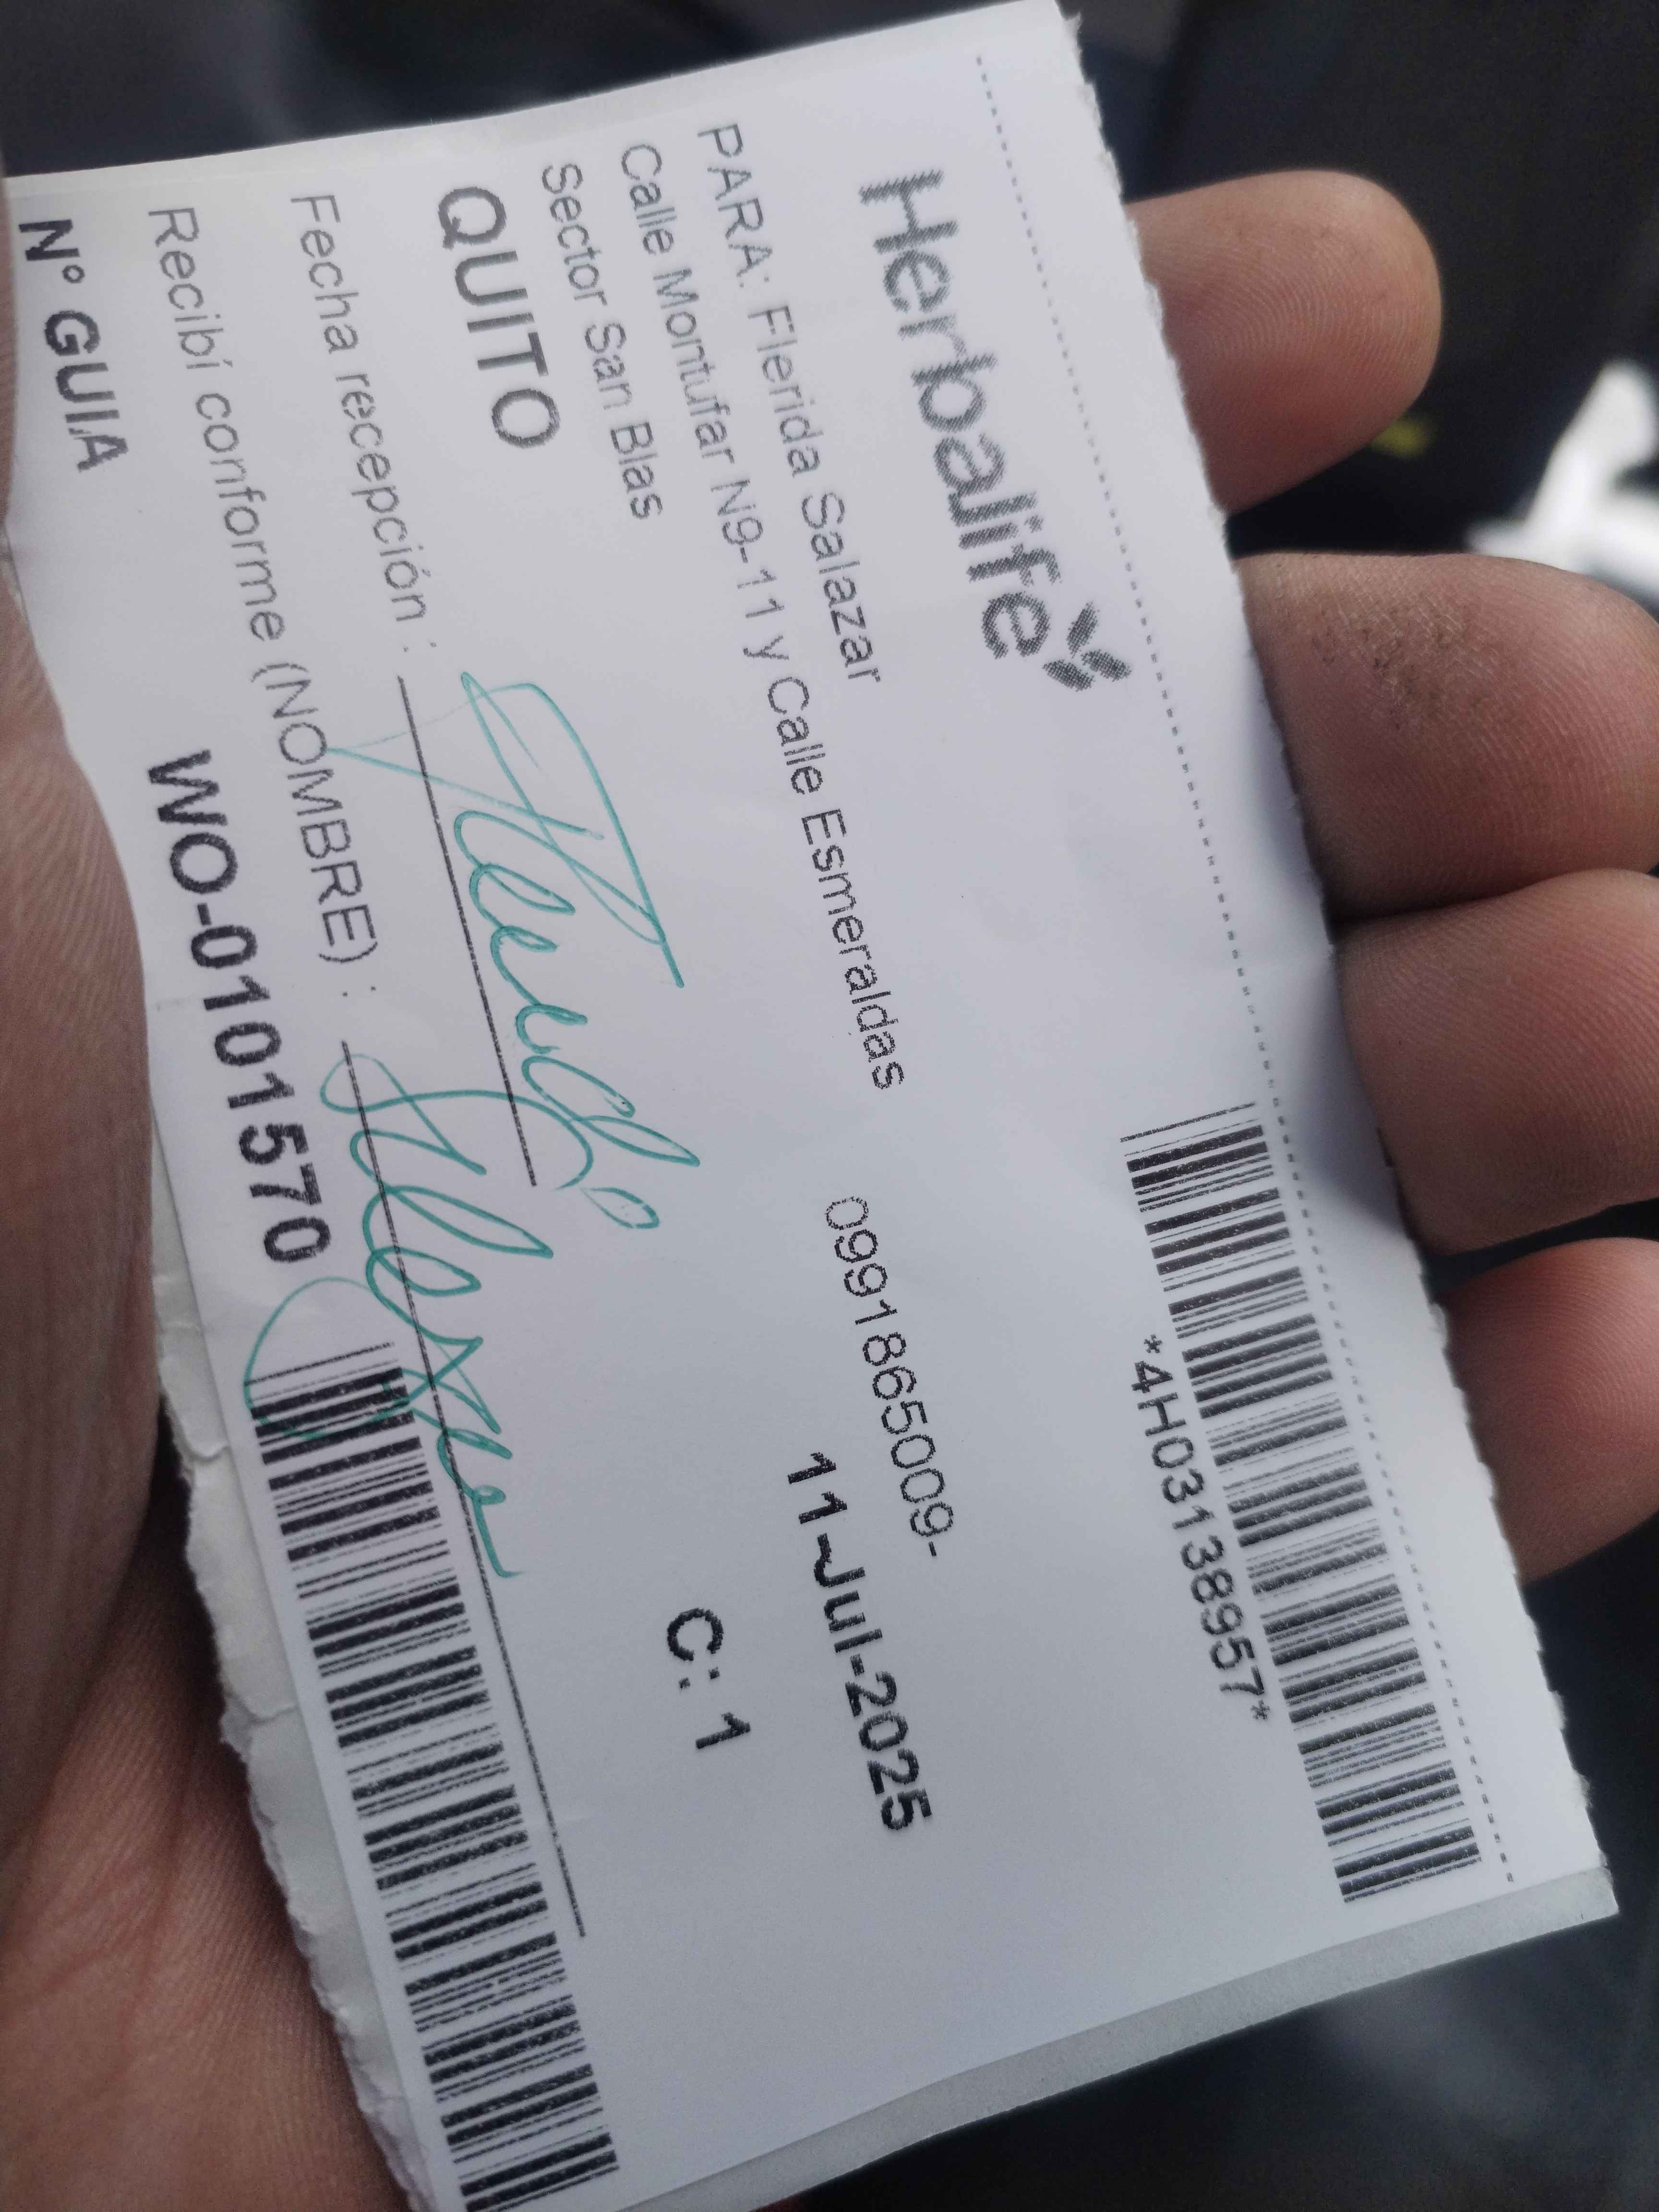 Herbalife
*4H03138957*
PARA: Flerida Salazar
0991865009-
Calle Montufar N9-11 y Calle Esmeraldas
11-Jul-2025
Sector San Blas
QUITO
C: 1
Fecha recepción :
Recibí conforme (NOMBRE) :
N° GUIA
WO-0101570